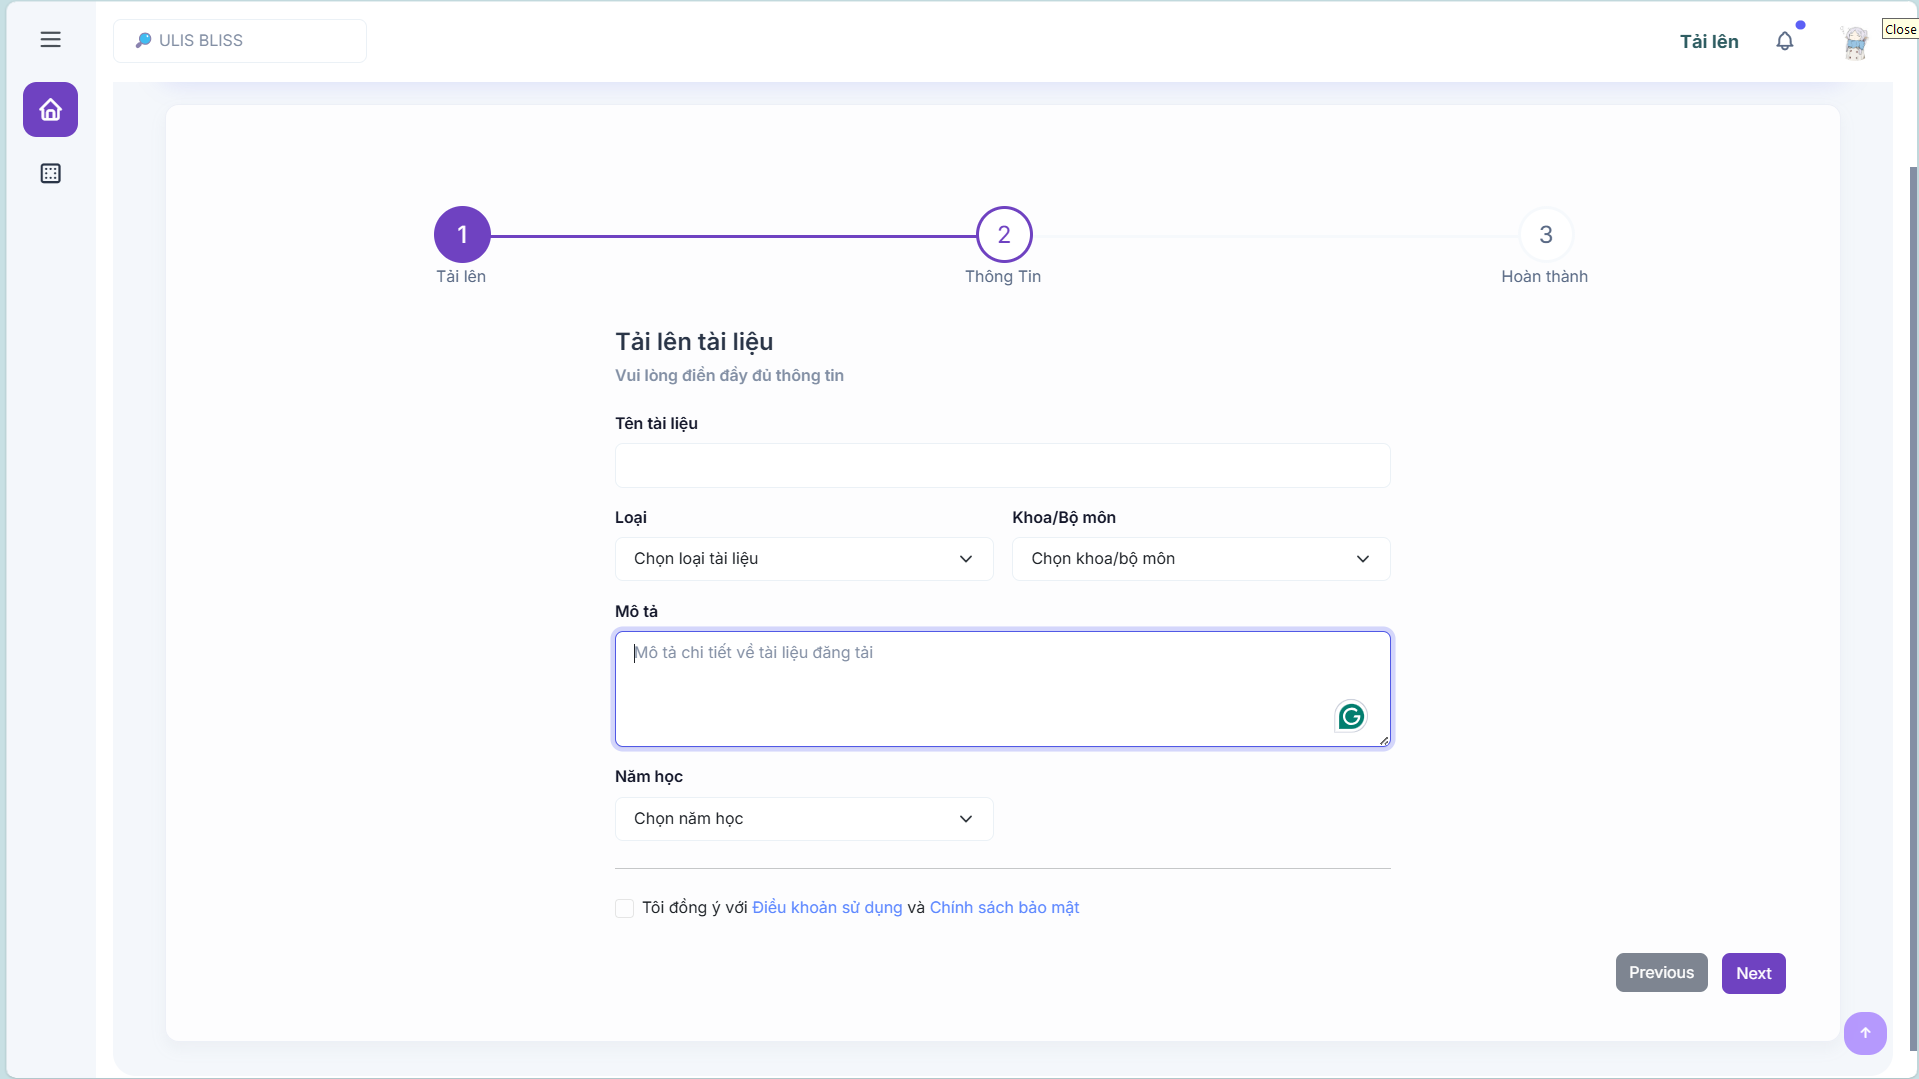 ULIS BLISS
Tải lên
Close
1
2
3
Tải lên
Thông Tin
Hoàn thành
Tải lên tài liệu
Vui lòng điền đầy đủ thông tin
Tên tài liệu
Loại
Khoa/Bộ môn
Chọn loại tài liệu
Chọn khoa/bộ môn
Mô tả
Mô tả chi tiết về tài liệu đăng tải
Năm học
Chọn năm học
Tôi đồng ý với Điều khoản sử dụng và Chính sách bảo mật
Previous
Next